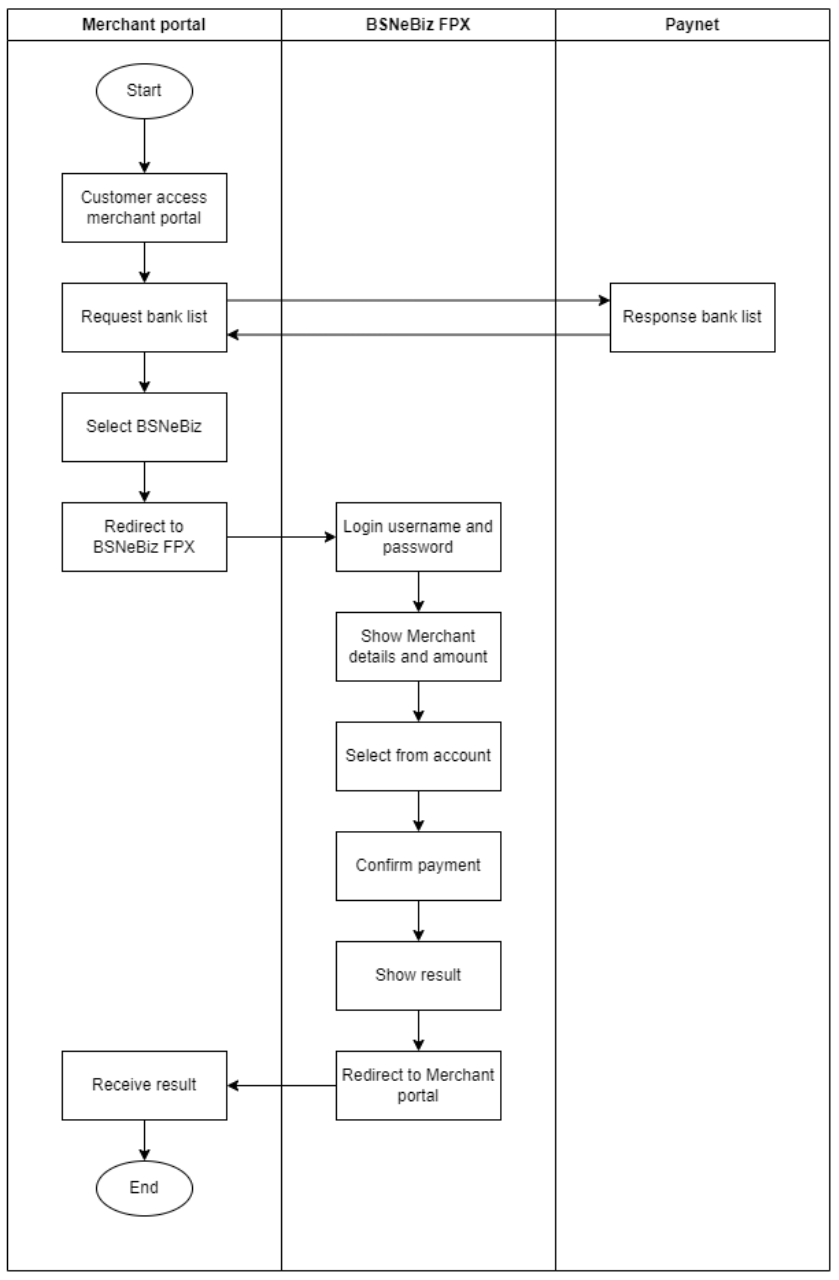 Merchant portal
BSNeBiz FPX
Paynet
Start
Customer access
merchant portal
Request bank list
Response bank list
Select BSNeBiz
Redirect to
BSNeBiz FPX
Login username and
password
Show Merchant
details and amount
Select from account
Confirm payment
Show result
Redirect to Merchant
portal
Receive result
End